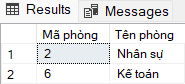 Results Messages
Mã phòng Tên phòng
1 2 Nhân sự
2 6 Kế toán